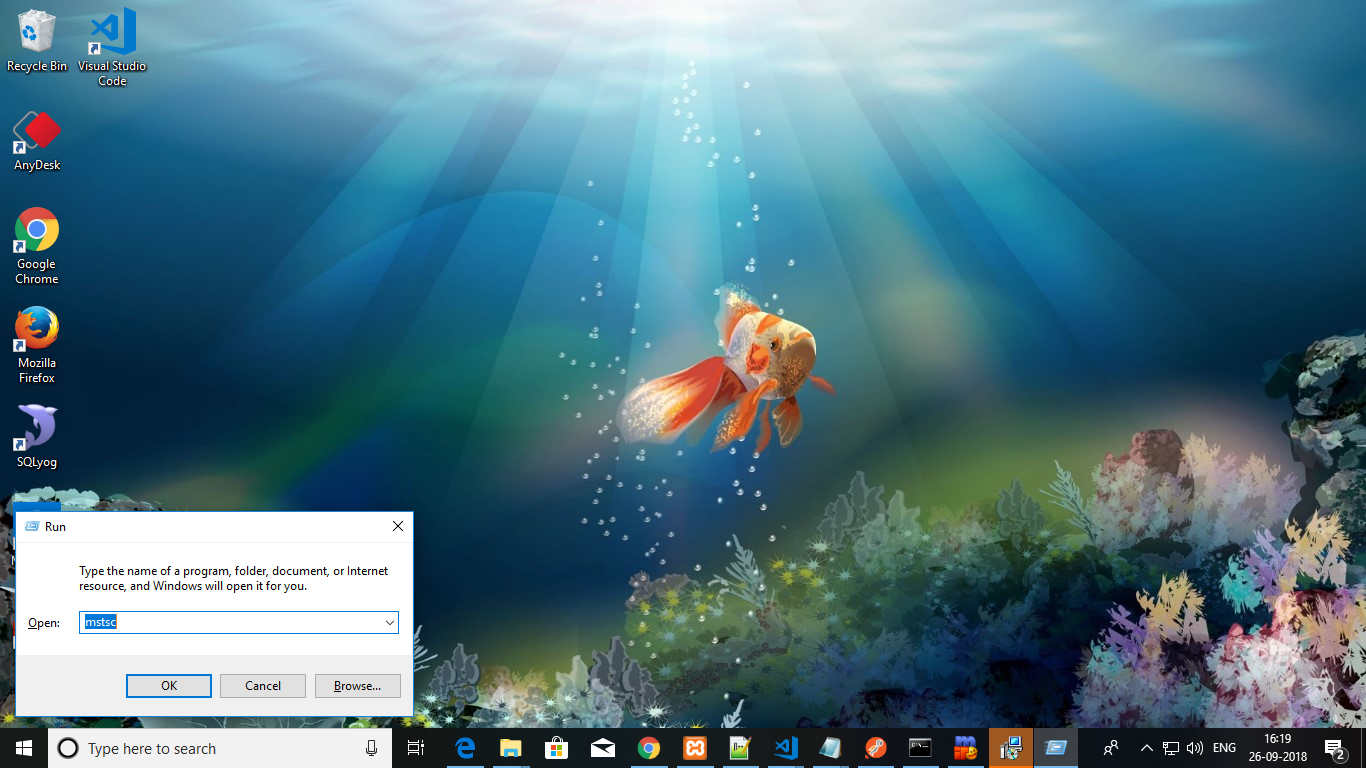 Recycle Bin
Visual Studio
Code
AnyDesk
Google
Chrome
Mozilla
Firefox
SQLyog
Run
Type the name of a program, folder, document, or Internet
resource, and Windows will open it for you.
Open:
mstsc
OK
Cancel
Browse...
Type here to search
ENG
16:19
26-09-2018
2